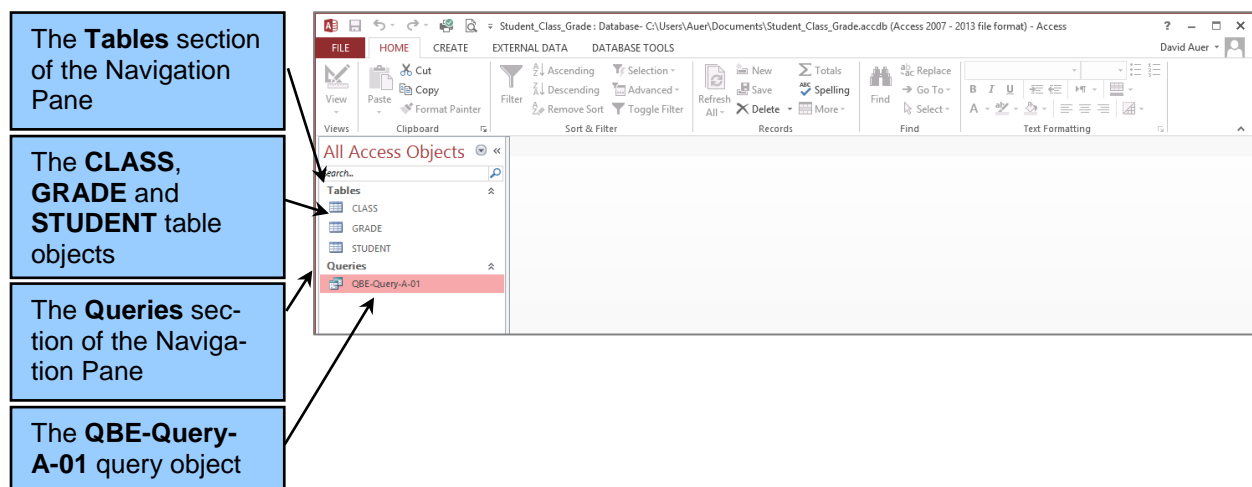 The Tables section
of the Navigation
Pane
The CLASS,
GRADE and
STUDENT table
objects
The Queries sec-
tion of the Naviga-
tion Pane
The QBE-Query-
A-01 query object
Student_Class_Grade : Database- C:\Users\Auer\Documents\Student_Class_Grade.accdb (Access 2007 - 2013 file format) - Access
FILE HOME CREATE EXTERNAL DATA DATABASE TOOLS David Auer
View
Views
Paste
Cut
Copy
Format Painter
Clipboard
Filter
Ascending
Descending
Remove Sort
Selection
Advanced
Toggle Filter
Sort & Filter
Refresh
All
New
Save
Delete
Totals
Spelling
More
Records
Find
Replace
Go To
Select
Find
B I U
A
Text Formatting
All Access Objects
earch...
Tables
CLASS
GRADE
STUDENT
Queries
QBE-Query-A-01